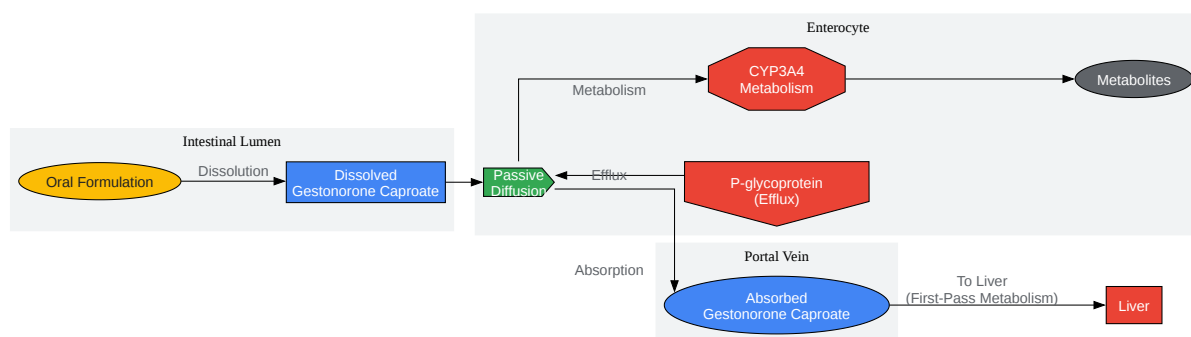 Enterocyte
CYP3A4
Metabolism
Metabolites
Metabolism
Intestinal Lumen
Oral Formulation
Dissolution
Dissolved
Gestonorone Caproate
Passive
Diffusion
Efflux
P-glycoprotein
(Efflux)
Portal Vein
Absorption
Absorbed
Gestonorone Caproate
To Liver
(First-Pass Metabolism)
Liver